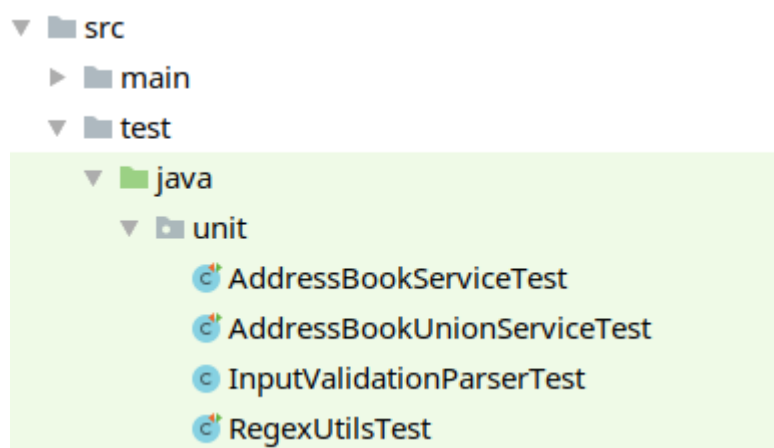 src
main
test
java
unit
AddressBookServiceTest
AddressBookUnionServiceTest
InputValidationParserTest
RegexUtilsTest